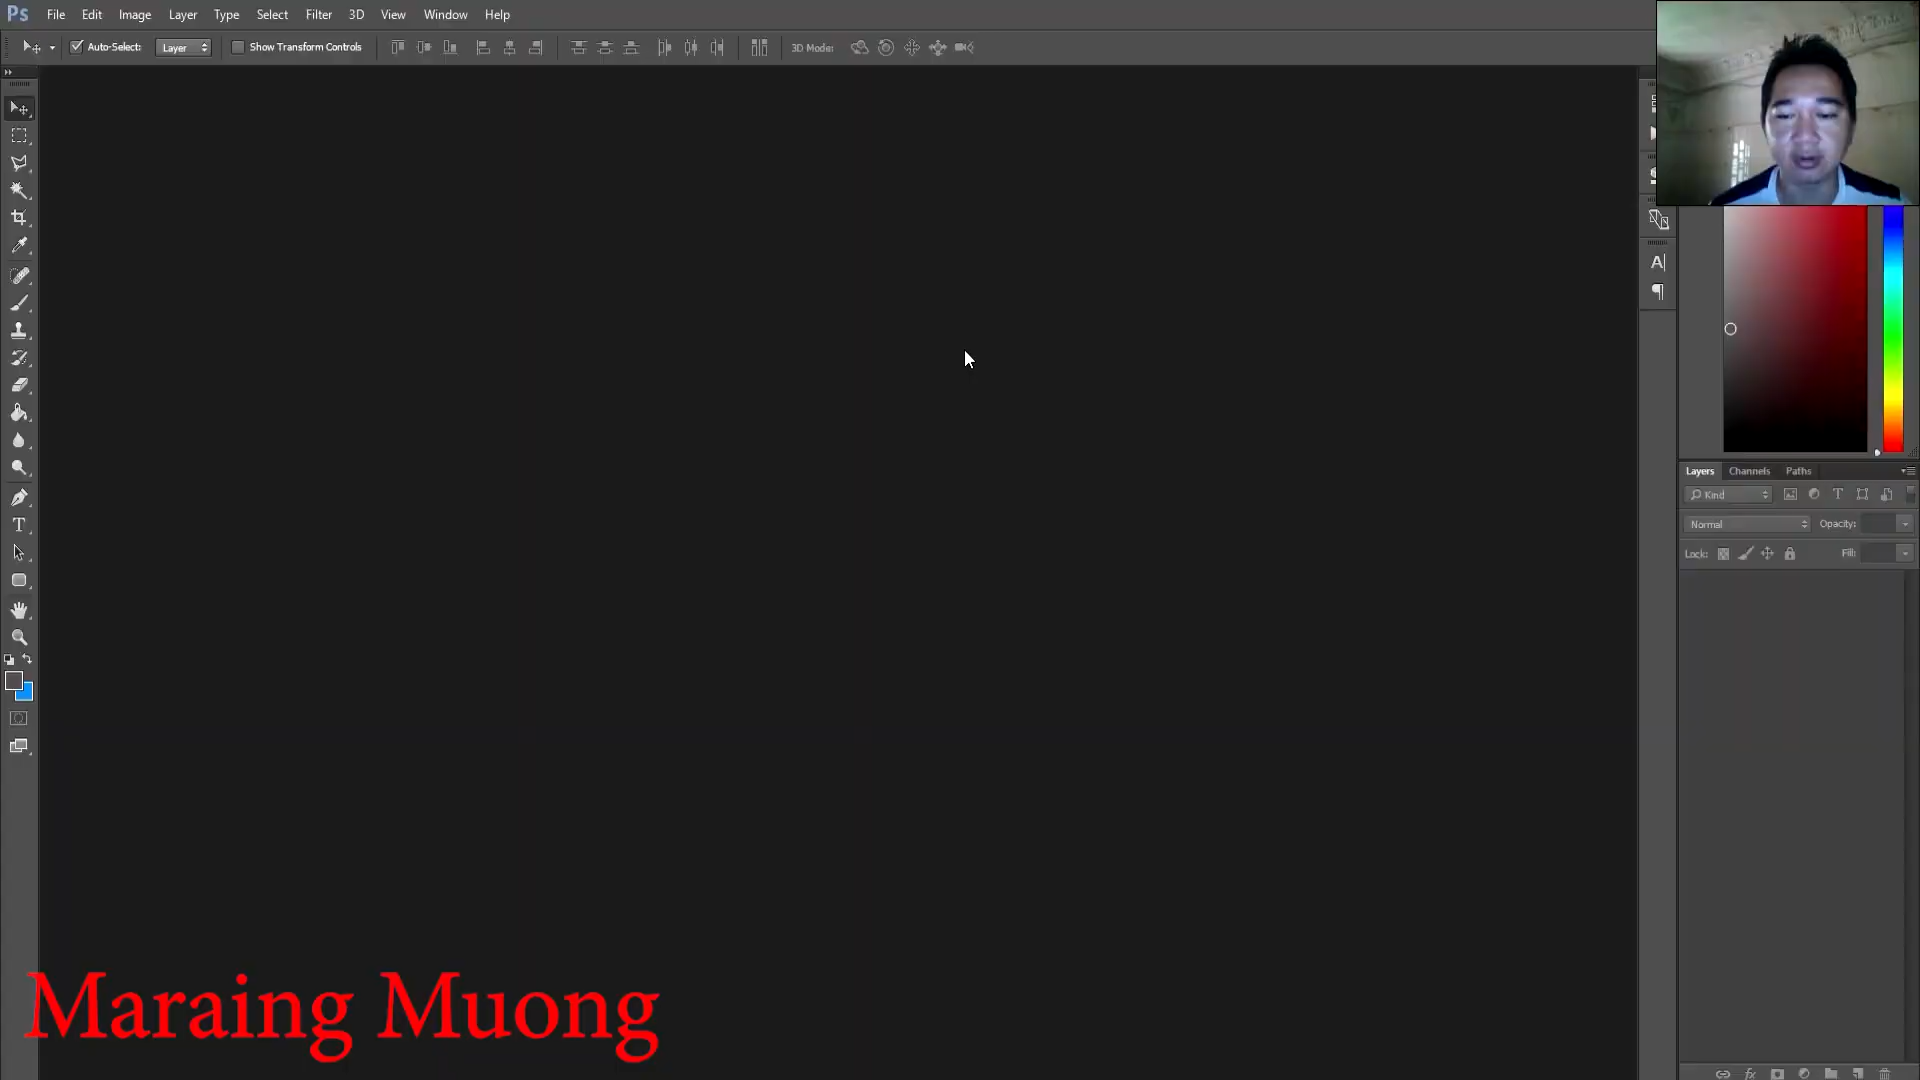 Ps File Edit Image Layer Type Select Filter 3D View Window Help
Auto-Select: Layer Show Transform Controls 3D Mode:
A
Layers Channels Paths
Kind T
Normal Opacity:
Lock: Fill:
T
fx
Maraing Muong